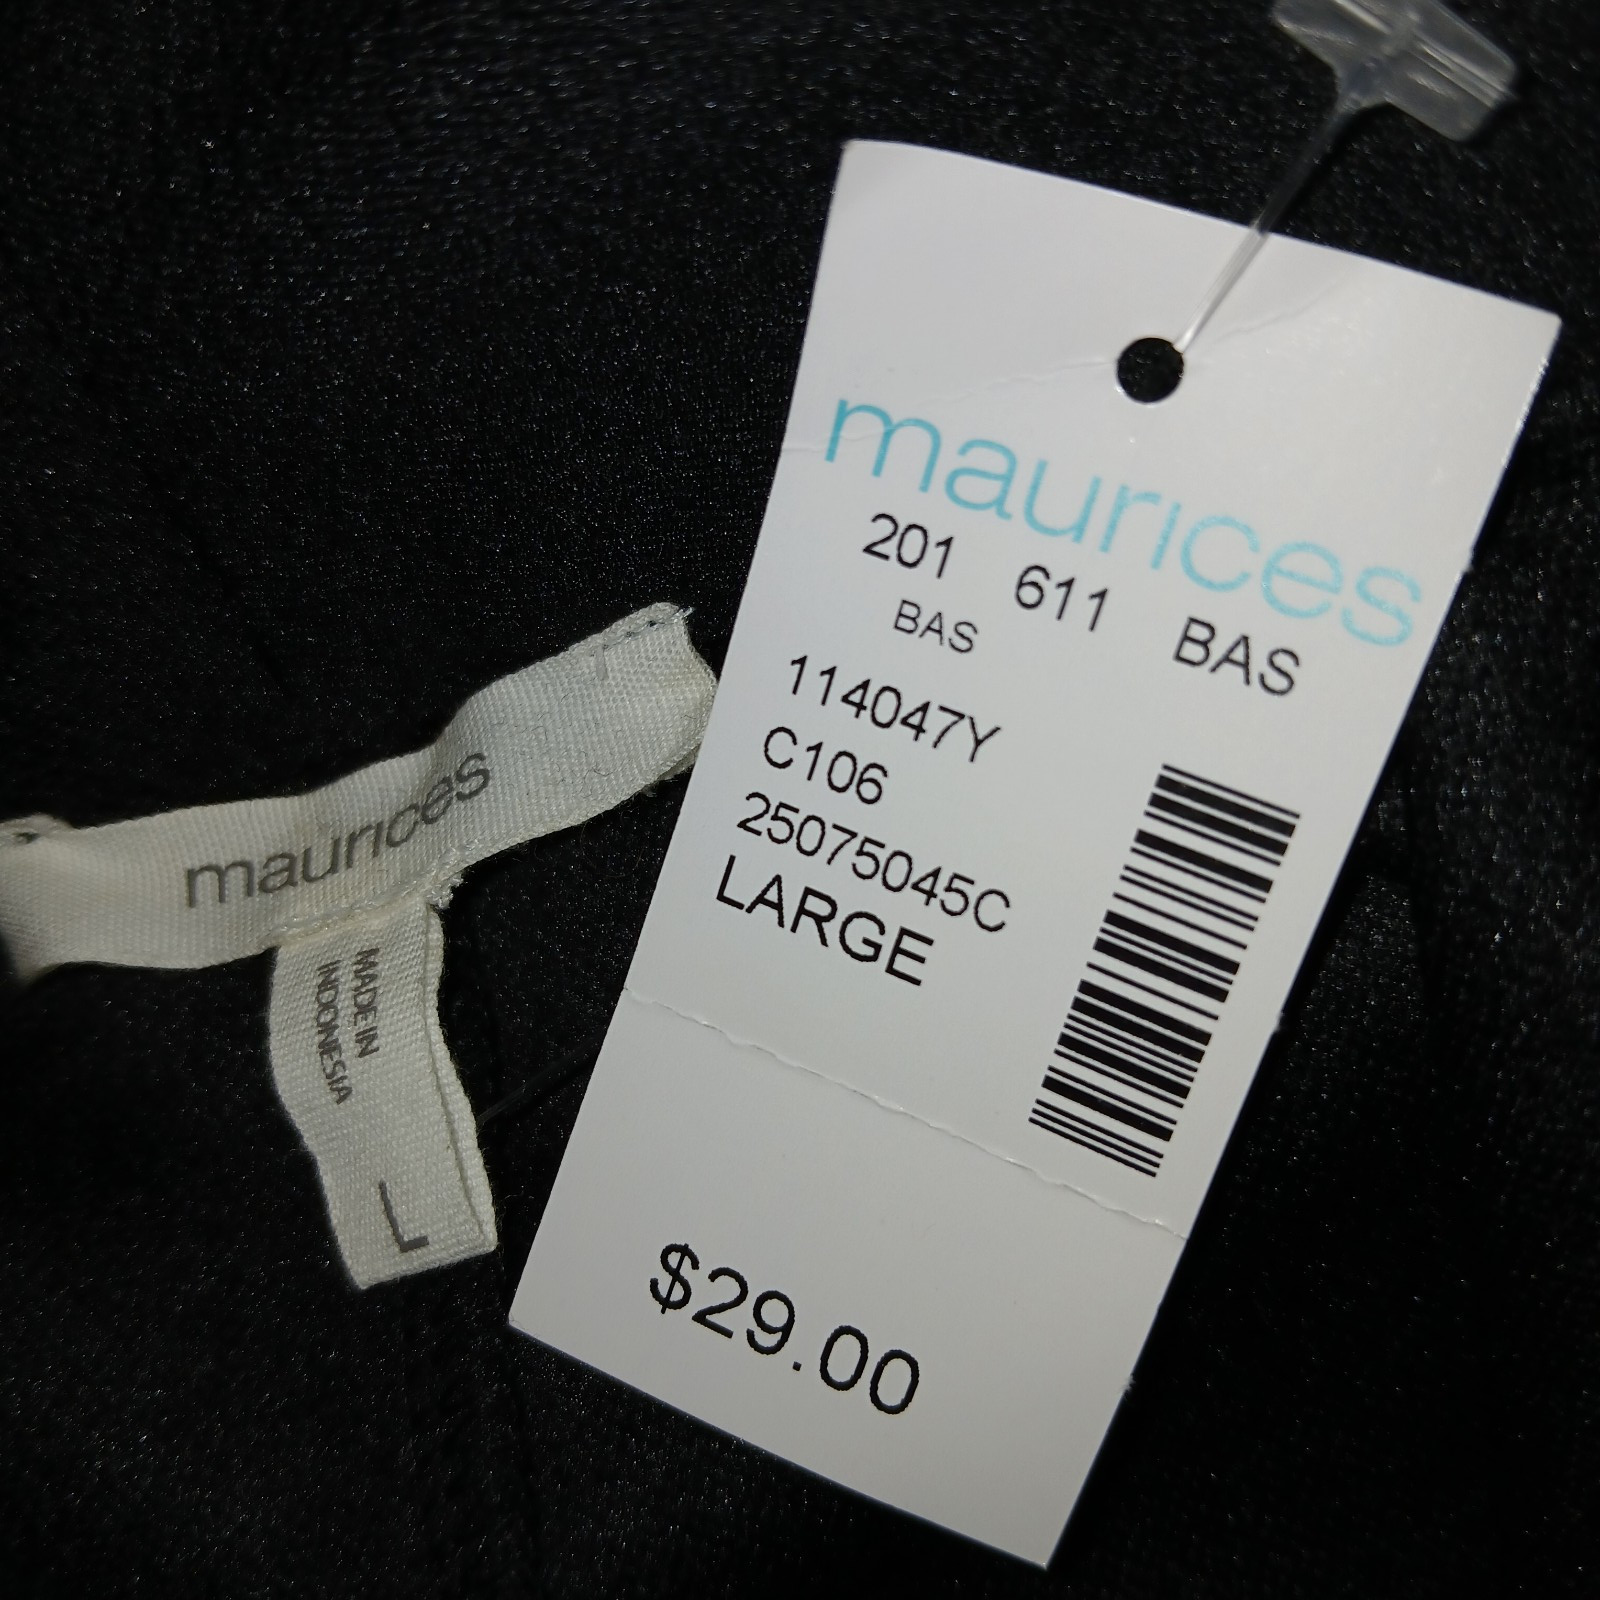 maurices
MADE IN
INDONESIA
L
maurices
201 611 BAS
BAS
114047Y
C106
25075045C
LARGE
$29.00